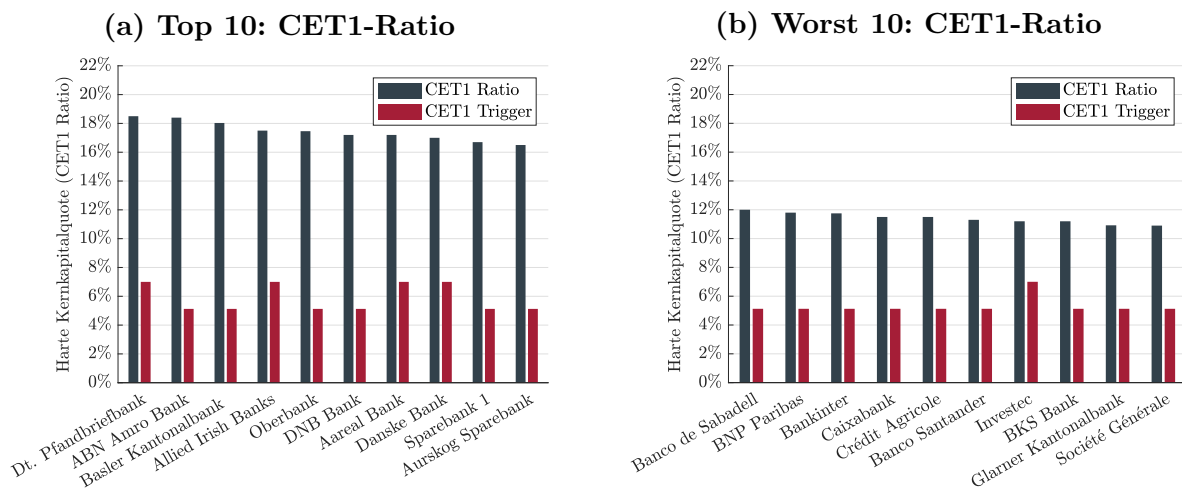 (a) Top 10: CET1-Ratio
Harte Kernkapitalquote (CET1 Ratio)
22%
20%
18%
16%
14%
12%
10%
8%
6%
4%
2%
0%
CET1 Ratio
CET1 Trigger
Dt. Pfandbriefbank
ABN Amro Bank
Basler Kantonalbank
Allied Irish Banks
Oberbank
DNB Bank
Aareal Bank
Danske Bank
Sparebank 1
Aurskog Sparebank
(b) Worst 10: CET1-Ratio
Harte Kernkapitalquote (CET1 Ratio)
22%
20%
18%
16%
14%
12%
10%
8%
6%
4%
2%
0%
CET1 Ratio
CET1 Trigger
Banco de Sabadell
BNP Paribas
Bankinter
Caixabank
Crédit Agricole
Banco Santander
Investec
BKS Bank
Glarner Kantonalbank
Société Générale